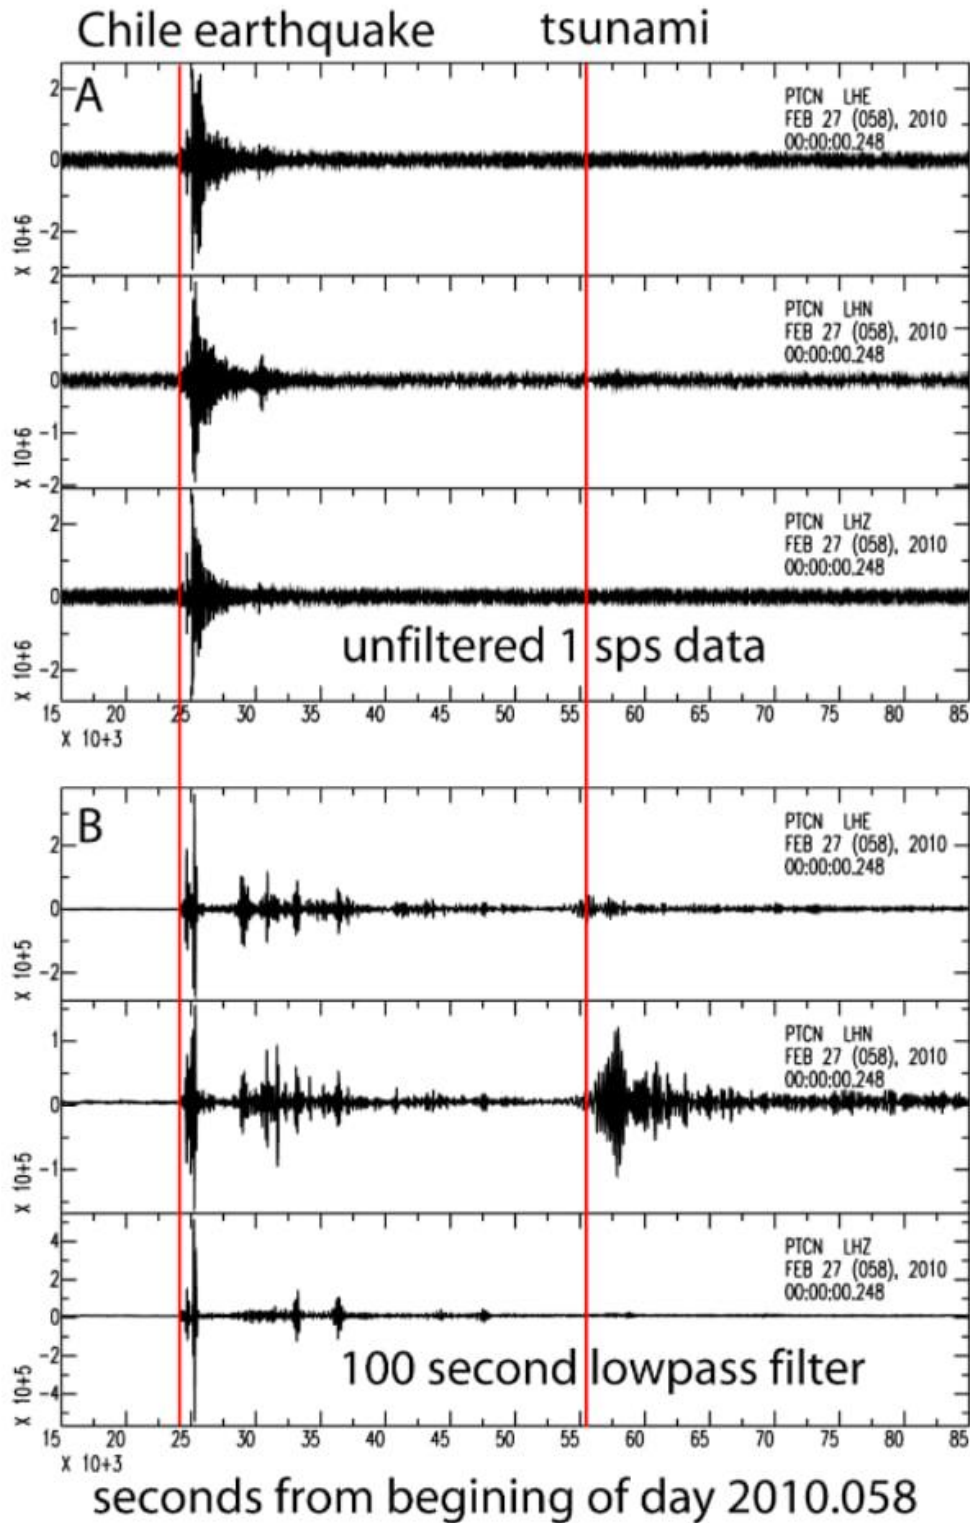 Chile earthquake tsunami
A
PTCN LHE
FEB 27 (058), 2010
00:00:00.248
2
0
-2
X 10+6
PTCN LHN
FEB 27 (058), 2010
00:00:00.248
2
1
0
-1
-2
X 10+6
PTCN LHZ
FEB 27 (058), 2010
00:00:00.248
2
0
-2
X 10+6
unfiltered 1 sps data
15 20 25 30 35 40 45 50 55 60 65 70 75 80 85
X 10+3
B
PTCN LHE
FEB 27 (058), 2010
00:00:00.248
2
0
-2
X 10+5
PTCN LHN
FEB 27 (058), 2010
00:00:00.248
1
0
-1
X 10+5
PTCN LHZ
FEB 27 (058), 2010
00:00:00.248
4
2
0
-2
-4
X 10+5
100 second lowpass filter
15 20 25 30 35 40 45 50 55 60 65 70 75 80 85
X 10+3
seconds from begining of day 2010.058